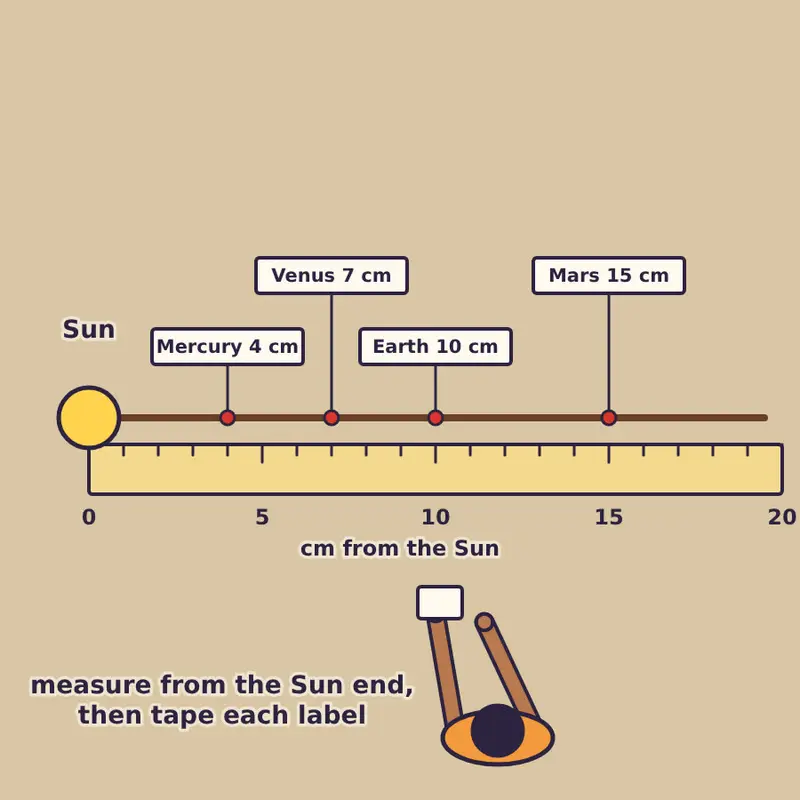 Venus 7 cm
Mars 15 cm
Sun
Mercury 4 cm
Earth 10 cm
0 5 10 15 20
cm from the Sun
measure from the Sun end,
then tape each label